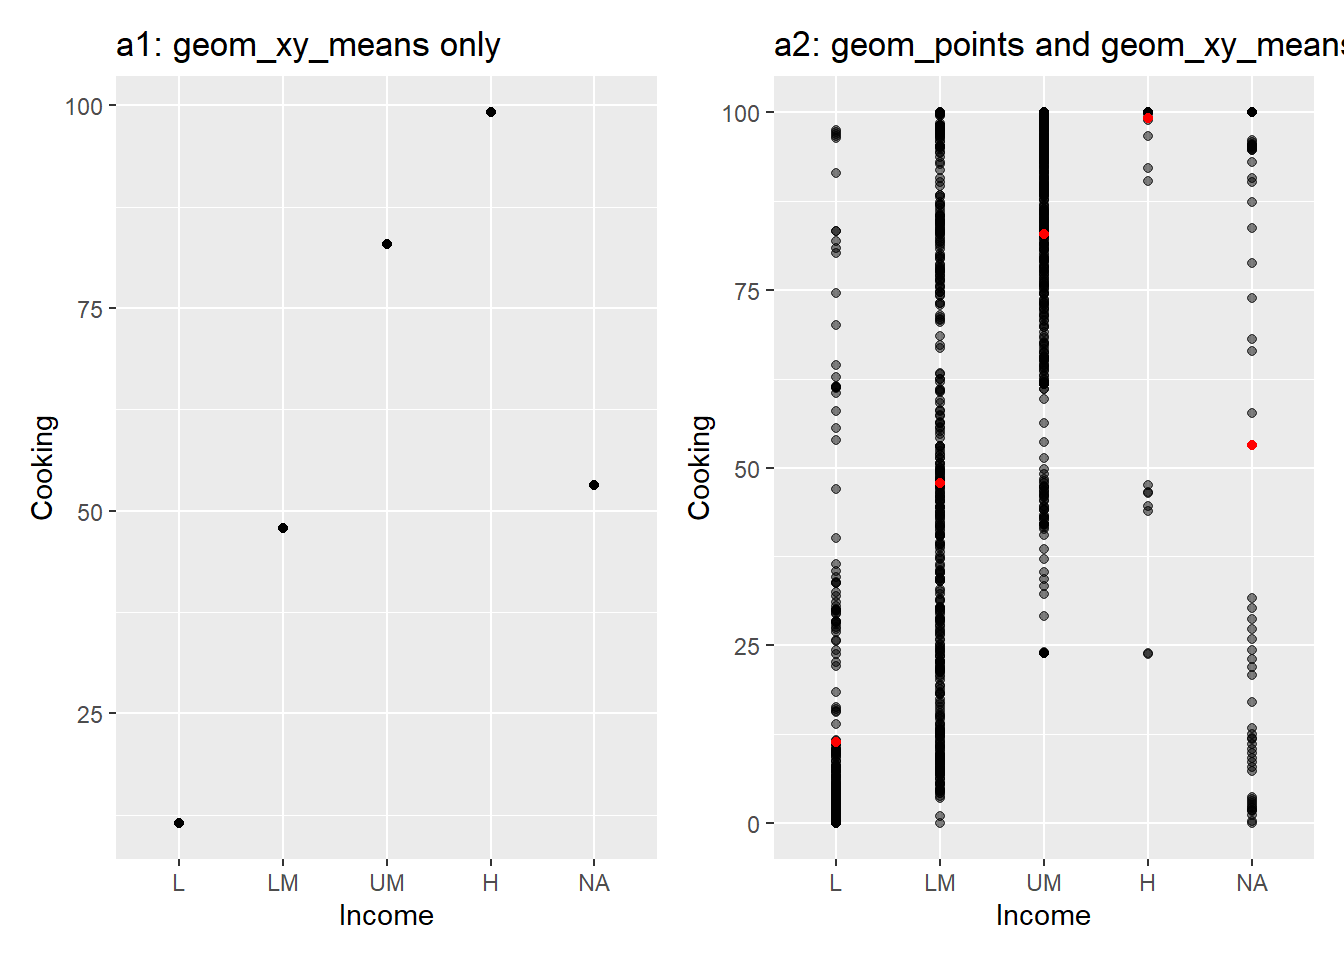 a1: geom_xy_means only
100
75
50
25
Cooking
L LM UM H NA
Income
a2: geom_points and geom_xy_means
100
75
50
25
0
Cooking
L LM UM H NA
Income